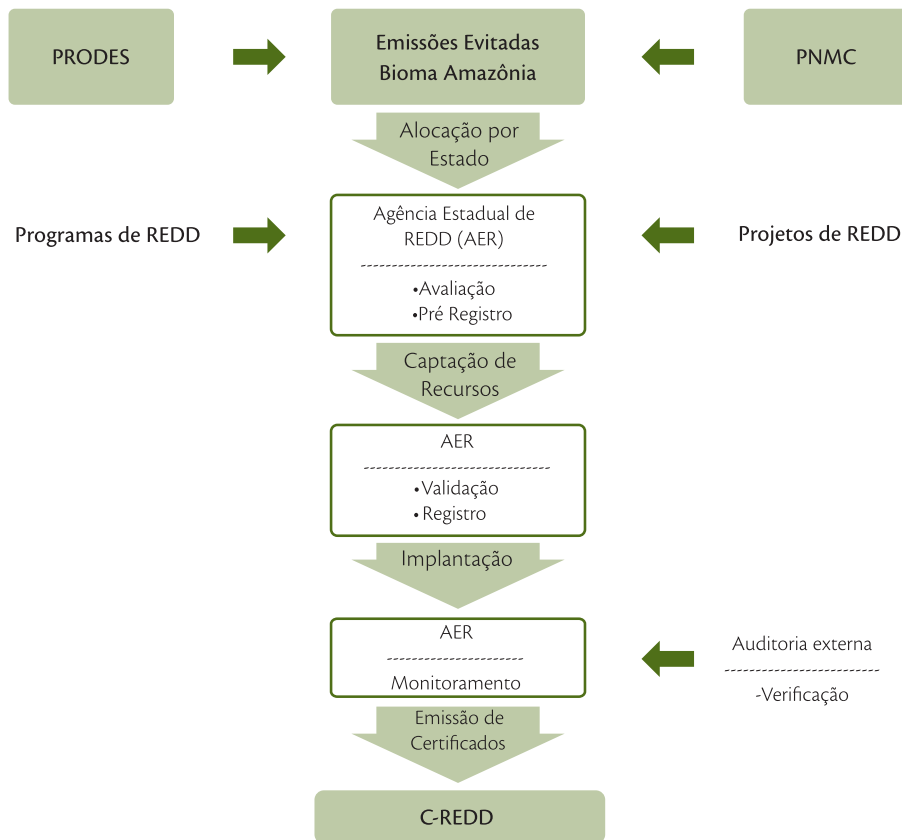 PRODES
Emissões Evitadas
Bioma Amazônia
PNMC
Alocação por
Estado
Programas de REDD
Agência Estadual de
REDD (AER)
•Avaliação
•Pré Registro
Projetos de REDD
Captação de
Recursos
AER
•Validação
•Registro
Implantação
AER
Monitoramento
Auditoria externa
-Verificação
Emissão de
Certificados
C-REDD